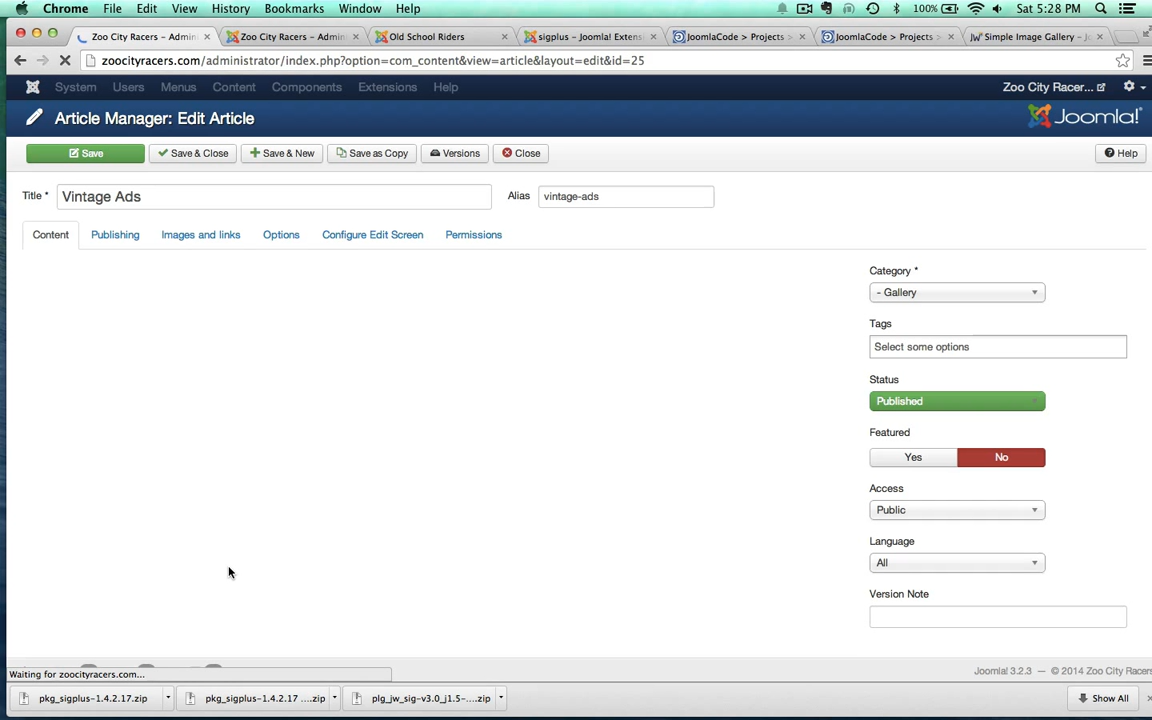 Chrome File Edit View History Bookmarks Window Help 100% Sat 5:28 PM
Zoo City Racers – Admini Zoo City Racers – Admini Old School Riders sigplus – Joomla! Extens JoomlaCode > Projects > JoomlaCode > Projects > Simple Image Gallery - Jo
zoocityracers.com/administrator/index.php?option=com_content&view=article&layout=edit&id=25
System Users Menus Content Components Extensions Help Zoo City Racer...
Article Manager: Edit Article Joomla!
Save Save & Close Save & New Save as Copy Versions Close Help
Title * Vintage Ads Alias vintage-ads
Content Publishing Images and links Options Configure Edit Screen Permissions
Category *
- Gallery
Tags
Select some options
Status
Published
Featured
Yes No
Access
Public
Language
All
Version Note
Joomla! 3.2.3 — © 2014 Zoo City Racers
Waiting for zoocityracers.com...
pkg_sigplus-1.4.2.17.zip pkg_sigplus-1.4.2.17 ....zip plg_jw_sig-v3.0_j1.5-....zip Show All